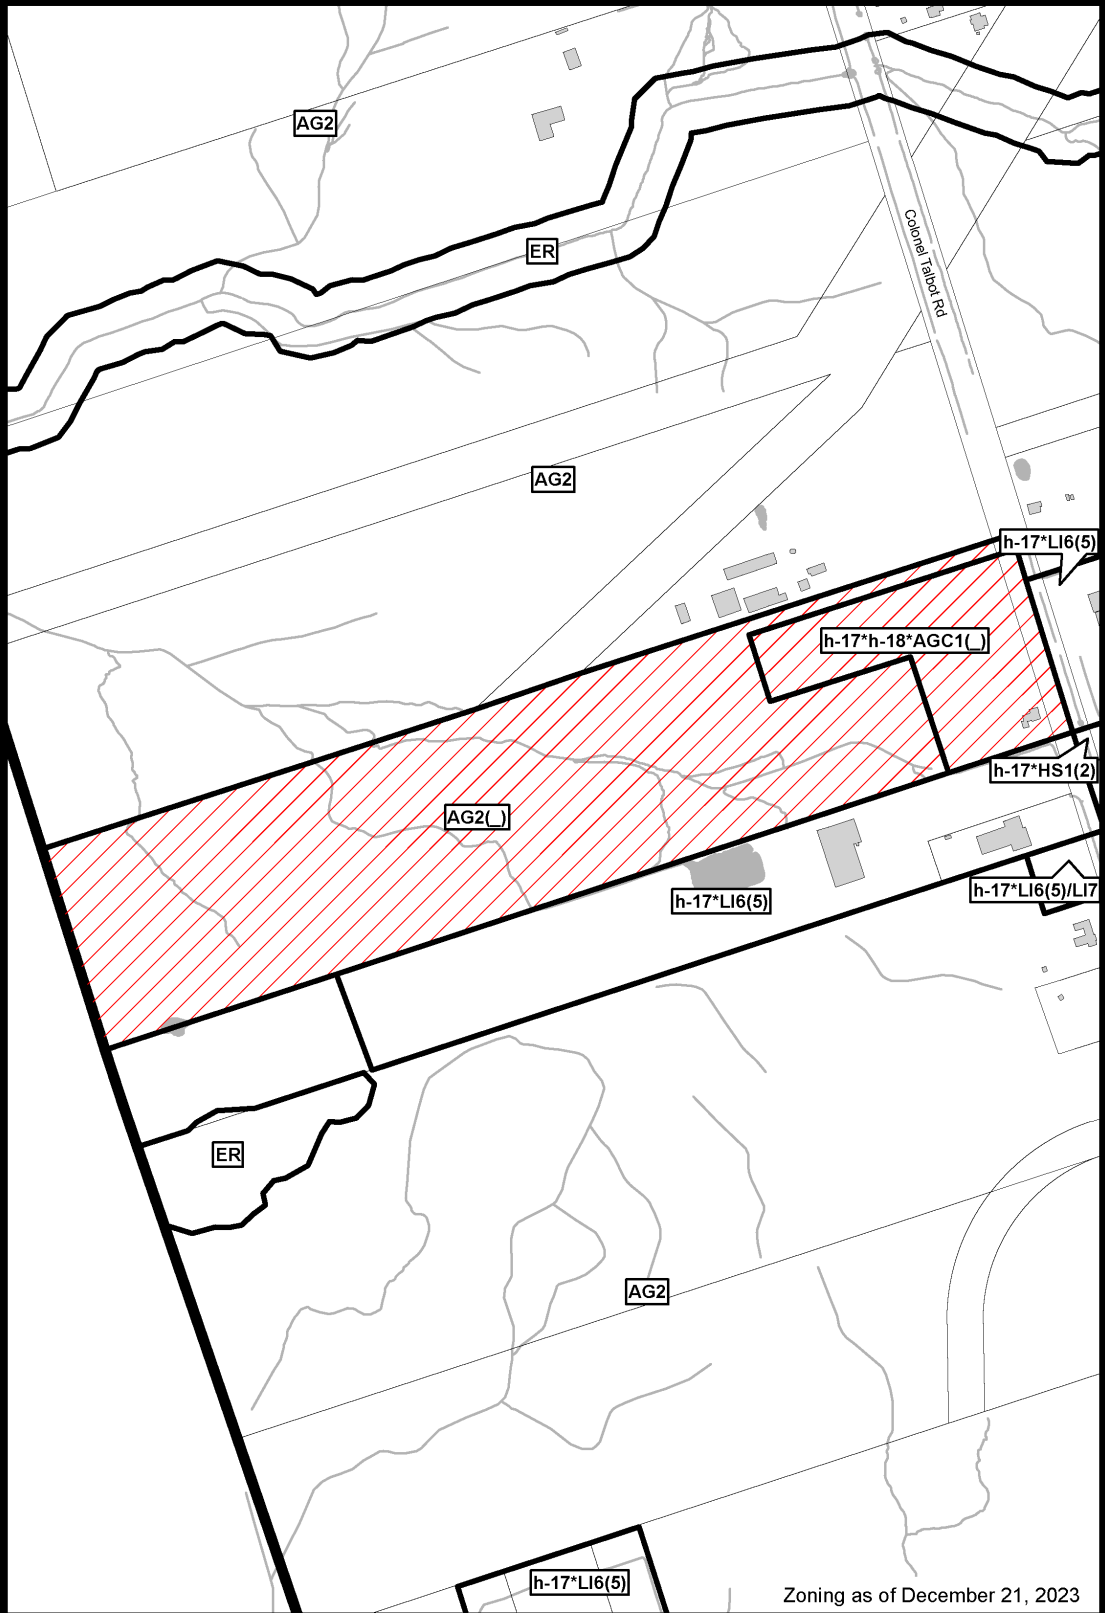 AG2
ER
Colonel Talbot Rd
AG2
h-17*LI6(5)
h-17*h-18*AGC1(_)
h-17*HS1(2)
AG2(_)
h-17*LI6(5)/LI7
h-17*LI6(5)
ER
AG2
h-17*LI6(5)
Zoning as of December 21, 2023